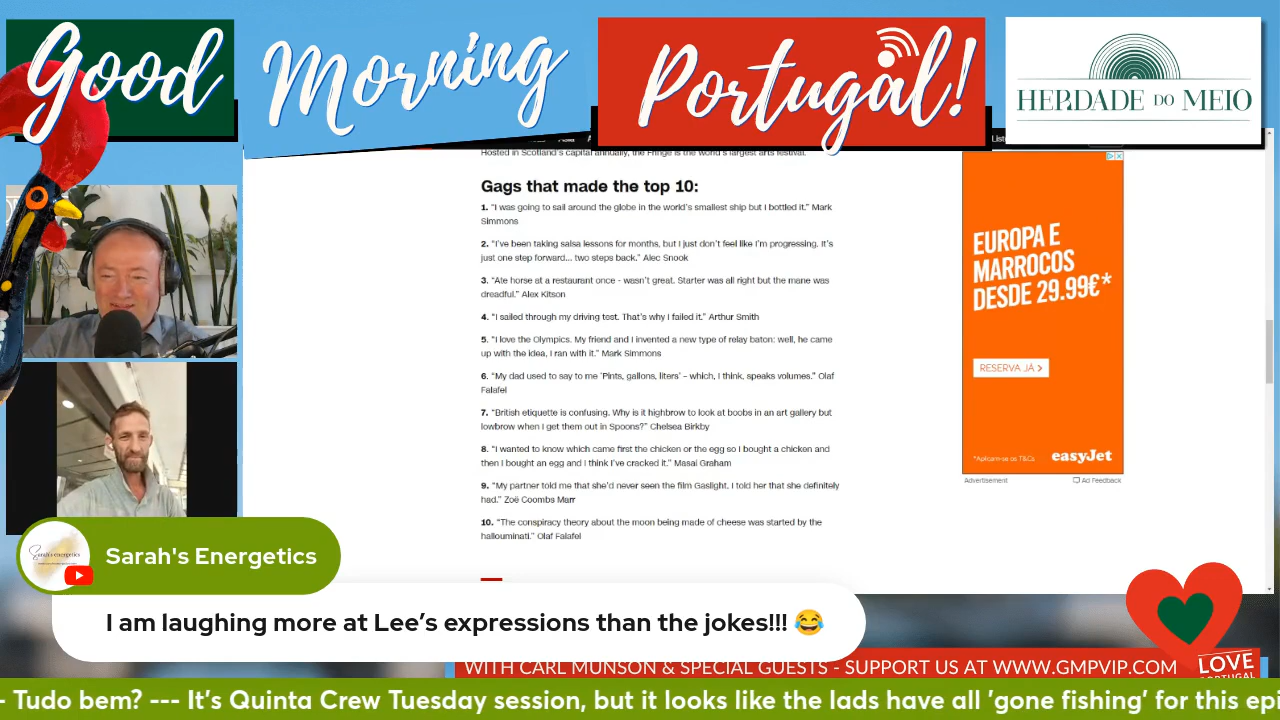 Good Morning Portugal!
HERDADE DO MEIO
Hosted in Scotland's capital annually, the Fringe is the world's largest arts festival.
Gags that made the top 10:
1. "I was going to sail around the globe in the world's smallest ship but I bottled it." Mark
Simmons
2. "I've been taking salsa lessons for months, but I just don't feel like I'm progressing. It's
just one step forward... two steps back." Alec Snook
3. "Ate horse at a restaurant once - wasn't great. Starter was all right but the mane was
dreadful." Alex Kitson
4. "I sailed through my driving test. That's why I failed it." Arthur Smith
5. "I love the Olympics. My friend and I invented a new type of relay baton: well, he came
up with the idea, I ran with it." Mark Simmons
6. "My dad used to say to me 'Pints, gallons, liters' - which, I think, speaks volumes." Olaf
Falafel
7. "British etiquette is confusing. Why is it highbrow to look at boobs in an art gallery but
lowbrow when I get them out in Spoons?" Chelsea Birkby
8. "I wanted to know which came first the chicken or the egg so I bought a chicken and
then I bought an egg and I think I've cracked it." Masai Graham
9. "My partner told me that she'd never seen the film Gaslight. I told her that she definitely
had." Zoë Coombs Marr
10. "The conspiracy theory about the moon being made of cheese was started by the
hallouminati." Olaf Falafel
EUROPA E
MARROCOS
DESDE 29.99€*
RESERVA JÁ >
*Aplicam-se os T&Cs
easyJet
Advertisement
Ad Feedback
Sarah's Energetics
Sarah's energetics
I am laughing more at Lee's expressions than the jokes!!! 😂
WITH CARL MUNSON & SPECIAL GUESTS - SUPPORT US AT WWW.GMPVIP.COM
LOVE
PORTUGAL
- Tudo bem? --- It's Quinta Crew Tuesday session, but it looks like the lads have all 'gone fishing' for this epi